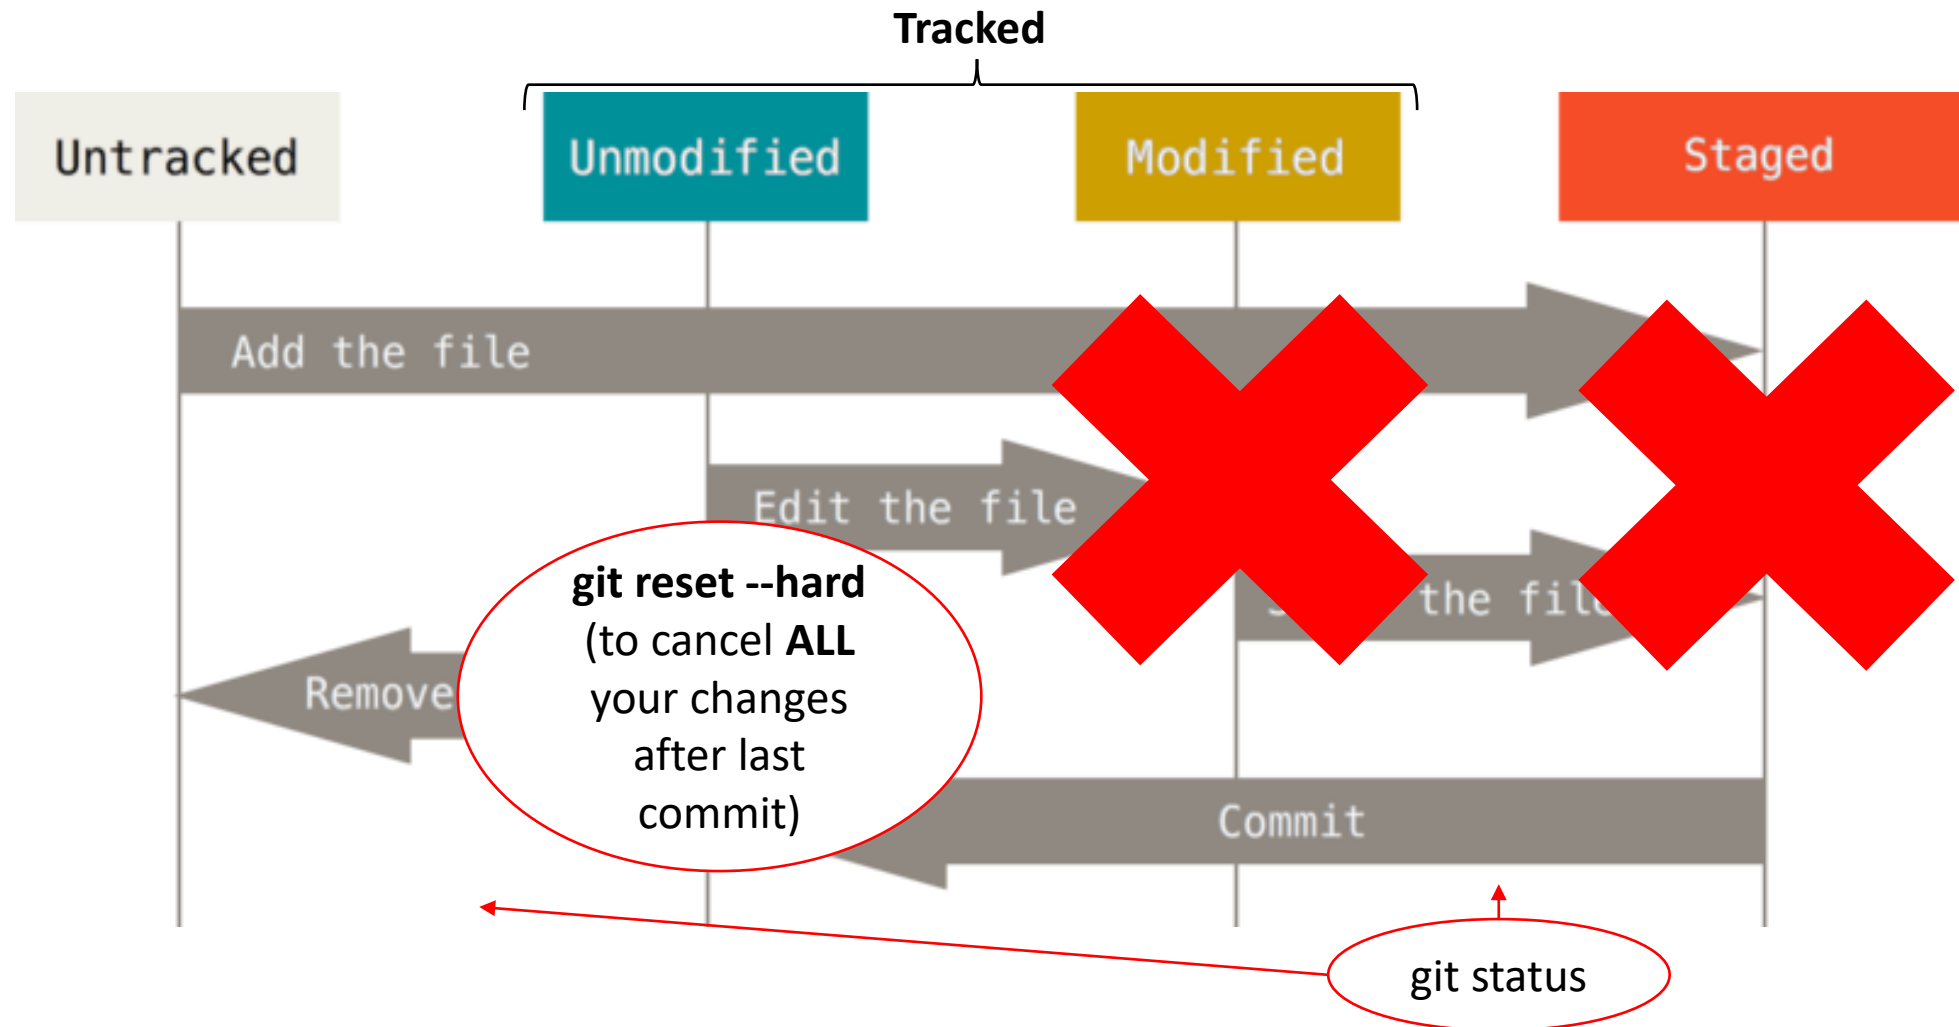 Tracked
Untracked
Unmodified
Modified
Staged
Add the file
Edit the file
the file
git reset --hard
(to cancel ALL
your changes
after last
commit)
Remove
Commit
git status